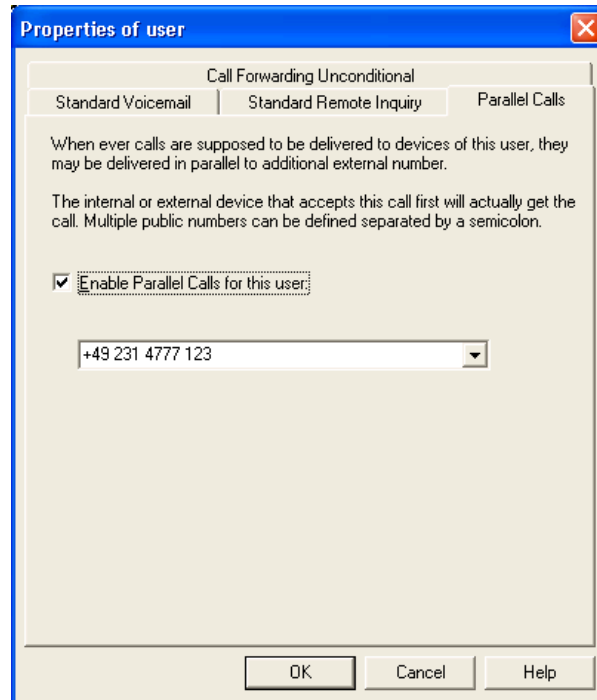 Properties of user
Call Forwarding Unconditional
Standard Voicemail
Standard Remote Inquiry
Parallel Calls
When ever calls are supposed to be delivered to devices of this user, they
may be delivered in parallel to additional external number.
The internal or external device that accepts this call first will actually get the
call. Multiple public numbers can be defined separated by a semicolon.
Enable Parallel Calls for this user:
+49 231 4777 123
OK
Cancel
Help